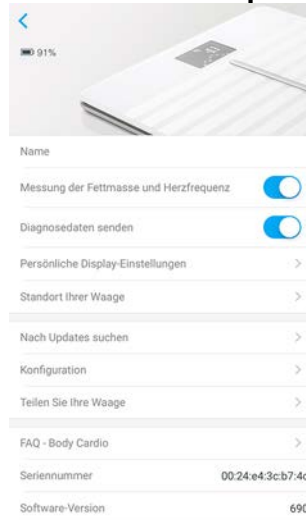 91%
Name
Messung der Fettmasse und Herzfrequenz
Diagnosedaten senden
Persönliche Display-Einstellungen
Standort Ihrer Waage
Nach Updates suchen
Konfiguration
Teilen Sie Ihre Waage
FAQ - Body Cardio
Seriennummer 00:24:e4:3c:b7:4c
Software-Version 690